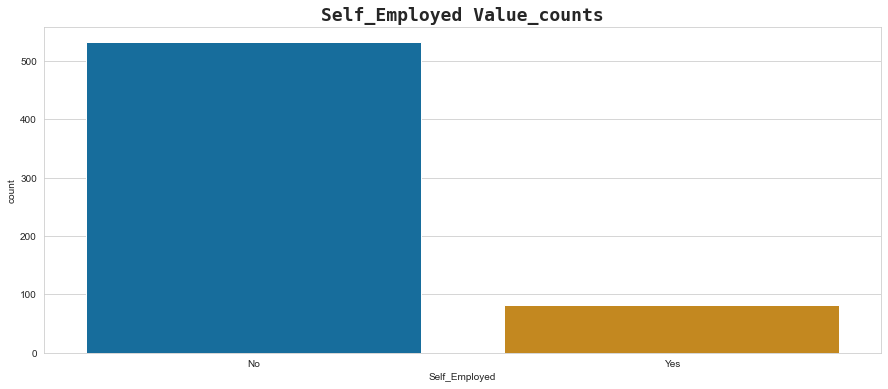 Self_Employed Value_counts
500
400
300
200
100
0
count
No
Yes
Self_Employed